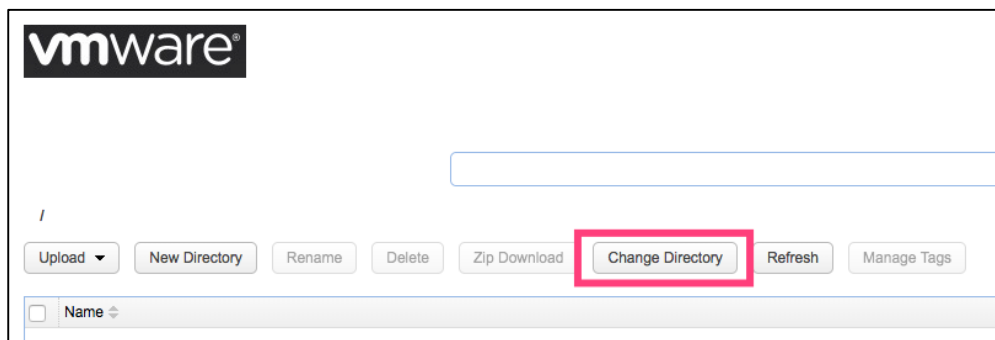 vmware®
/
Upload New Directory Rename Delete Zip Download Change Directory Refresh Manage Tags
Name